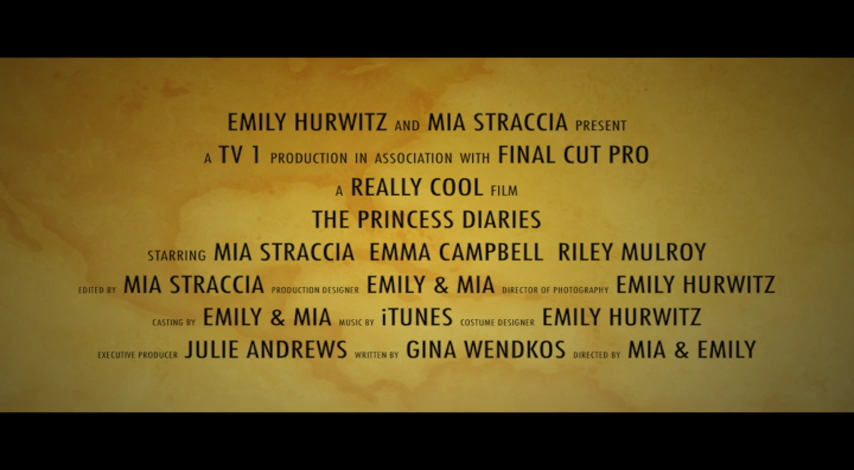 EMILY HURWITZ AND MIA STRACCIA PRESENT
A TV 1 PRODUCTION IN ASSOCIATION WITH FINAL CUT PRO
A REALLY COOL FILM
THE PRINCESS DIARIES
STARRING MIA STRACCIA EMMA CAMPBELL RILEY MULROY
EDITED BY MIA STRACCIA PRODUCTION DESIGNER EMILY & MIA DIRECTOR OF PHOTOGRAPHY EMILY HURWITZ
CASTING BY EMILY & MIA MUSIC BY iTUNES COSTUME DESIGNER EMILY HURWITZ
EXECUTIVE PRODUCER JULIE ANDREWS WRITTEN BY GINA WENDKOS DIRECTED BY MIA & EMILY